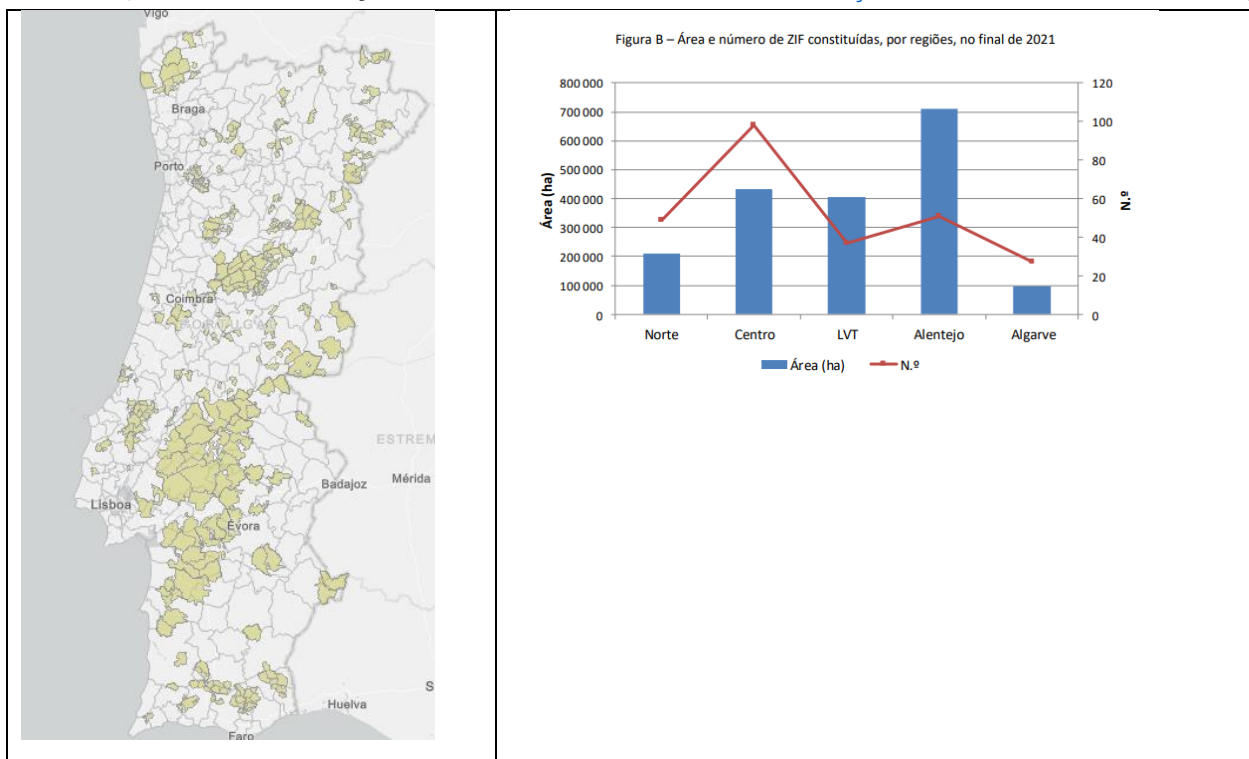 Vigo
Braga
Porto
Coimbra
PORTUGAL
ESTREM
Badajoz
Mérida
Lisboa
Évora
S
Huelva
Faro
Figura B – Área e número de ZIF constituídas, por regiões, no final de 2021
800 000
700 000
600 000
500 000
400 000
300 000
200 000
100 000
0
Área (ha)
120
100
80
60
40
20
0
N.º
Norte
Centro
LVT
Alentejo
Algarve
Área (ha)
N.º